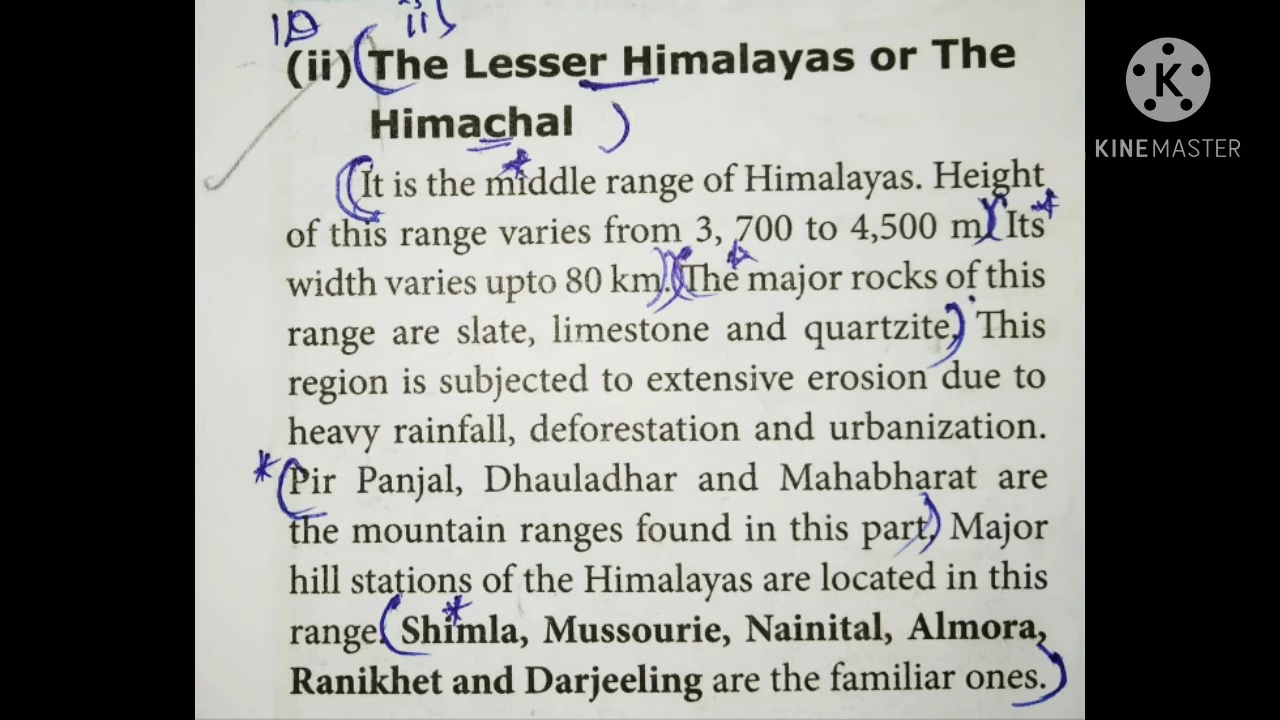 10 ii)
(ii) The Lesser Himalayas or The
Himachal
It is the middle range of Himalayas. Height
of this range varies from 3, 700 to 4,500 m. Its
width varies upto 80 km. The major rocks of this
range are slate, limestone and quartzite. This
region is subjected to extensive erosion due to
heavy rainfall, deforestation and urbanization.
Pir Panjal, Dhauladhar and Mahabharat are
the mountain ranges found in this part. Major
hill stations of the Himalayas are located in this
range. Shimla, Mussourie, Nainital, Almora,
Ranikhet and Darjeeling are the familiar ones.
K
KINEMASTER